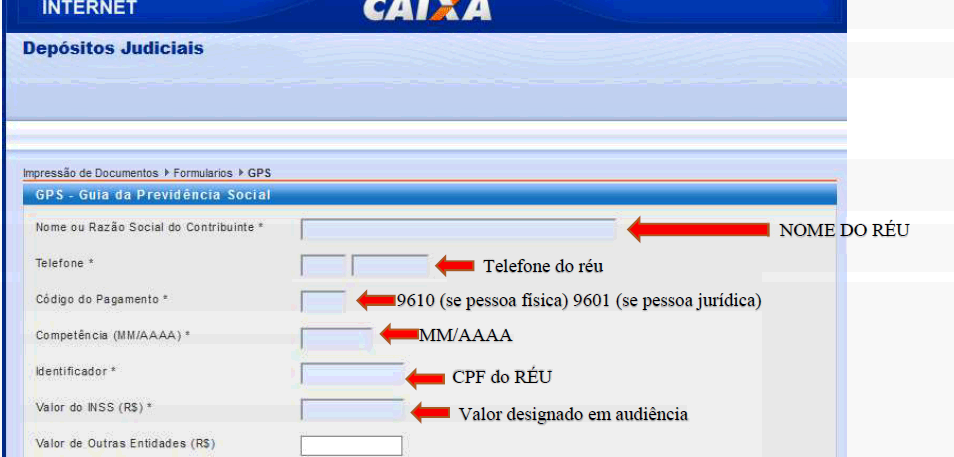 INTERNET CAIXA
Depósitos Judiciais
Impressão de Documentos Formularios GPS
GPS - Guia da Previdência Social
Nome ou Razão Social do Contribuinte * NOME DO RÉU
Telefone * Telefone do réu
Código do Pagamento * 9610 (se pessoa física) 9601 (se pessoa jurídica)
Competência (MM/AAAA) * MM/AAAA
Identificador * CPF do RÉU
Valor do INSS (R$) * Valor designado em audiência
Valor de Outras Entidades (R$)